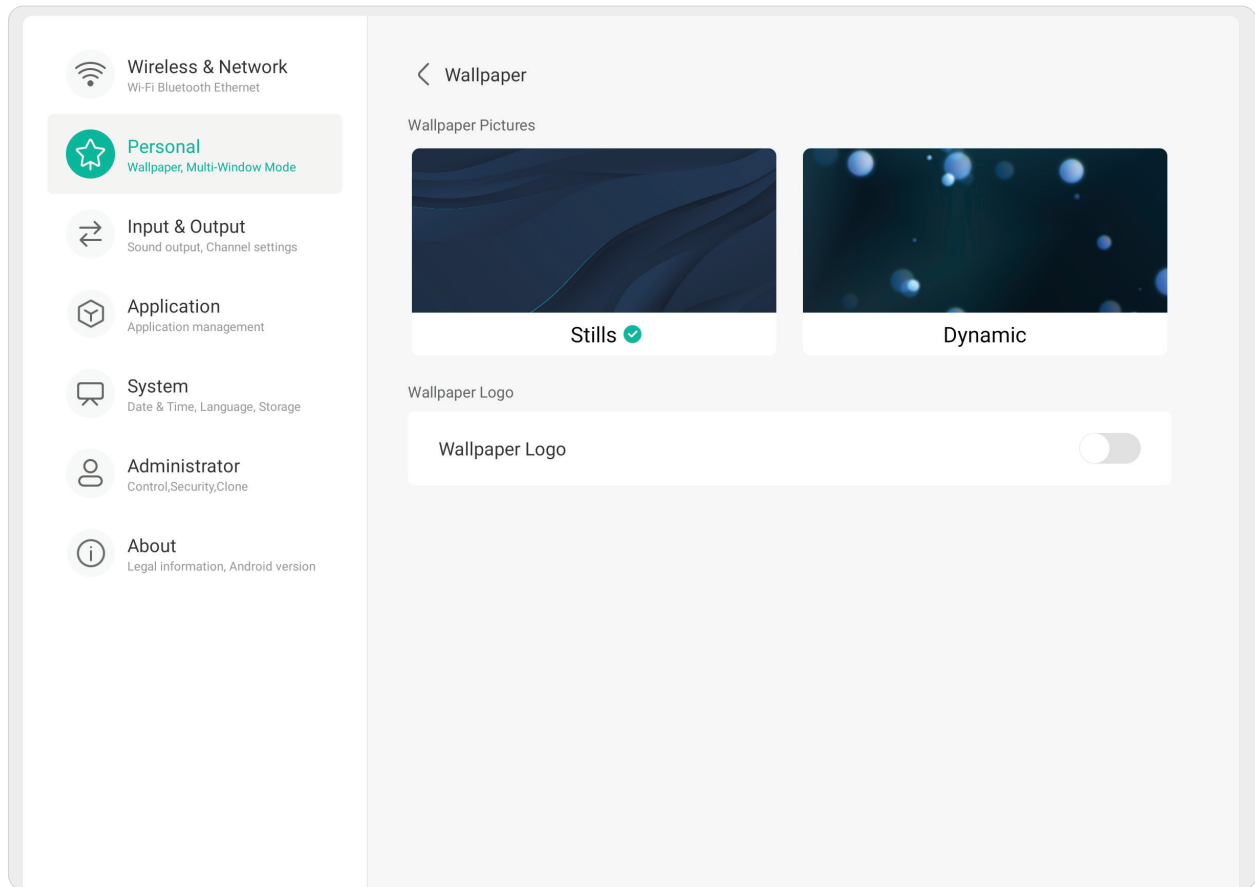 Wireless & Network
Wi-Fi Bluetooth Ethernet
Personal
Wallpaper, Multi-Window Mode
Input & Output
Sound output, Channel settings
Application
Application management
System
Date & Time, Language, Storage
Administrator
Control,Security,Clone
About
Legal information, Android version
Wallpaper
Wallpaper Pictures
Stills
Dynamic
Wallpaper Logo
Wallpaper Logo